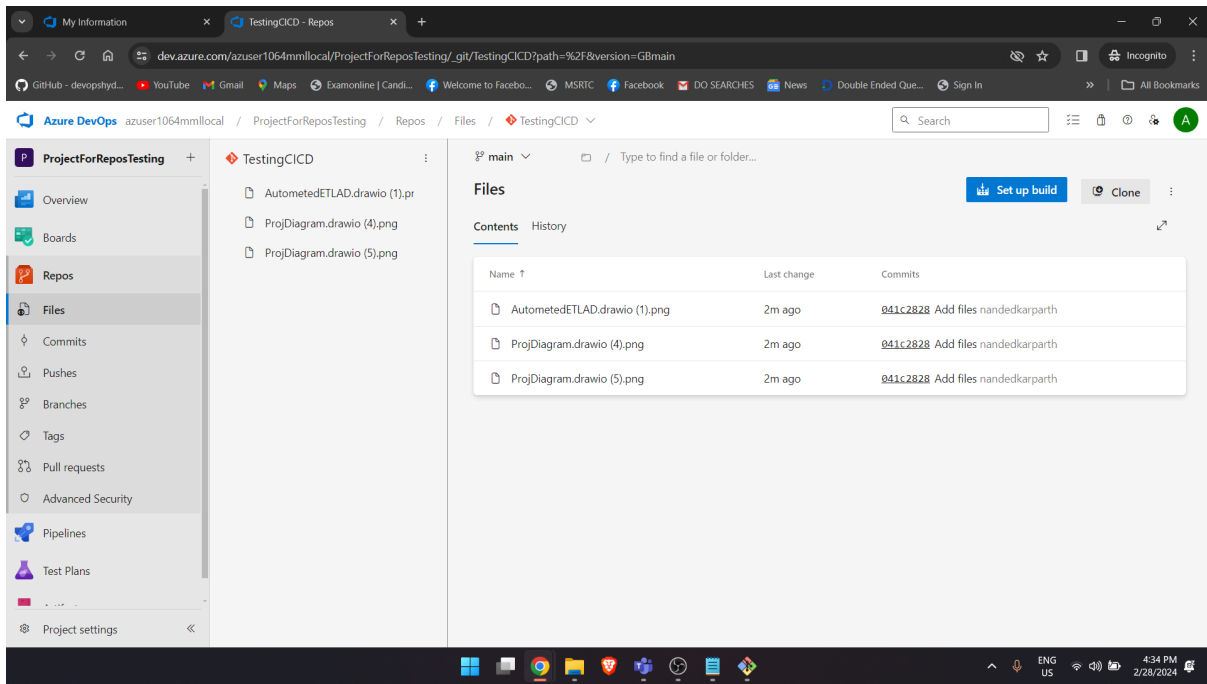 My Information
TestingCICD - Repos
dev.azure.com/azuser1064mmllocal/ProjectForReposTesting/_git/TestingCICD?path=%2F&version=GBmain
Incognito
GitHub - devopshyd... YouTube Gmail Maps Examonline | Candi... Welcome to Facebo... MSRTC Facebook DO SEARCHES News Double Ended Que... Sign In » All Bookmarks
Azure DevOps azuser1064mmllocal / ProjectForReposTesting / Repos / Files / TestingCICD
Search
A
P ProjectForReposTesting +
Overview
Boards
Repos
Files
Commits
Pushes
Branches
Tags
Pull requests
Advanced Security
Pipelines
Test Plans
Project settings
TestingCICD
AutometedETLAD.drawio (1).pr
ProjDiagram.drawio (4).png
ProjDiagram.drawio (5).png
main / Type to find a file or folder...
Files
Set up build
Clone
Contents History
Name ↑ Last change Commits
AutometedETLAD.drawio (1).png 2m ago 041c2828 Add files nandedkarparth
ProjDiagram.drawio (4).png 2m ago 041c2828 Add files nandedkarparth
ProjDiagram.drawio (5).png 2m ago 041c2828 Add files nandedkarparth
ENG
US
4:34 PM
2/28/2024